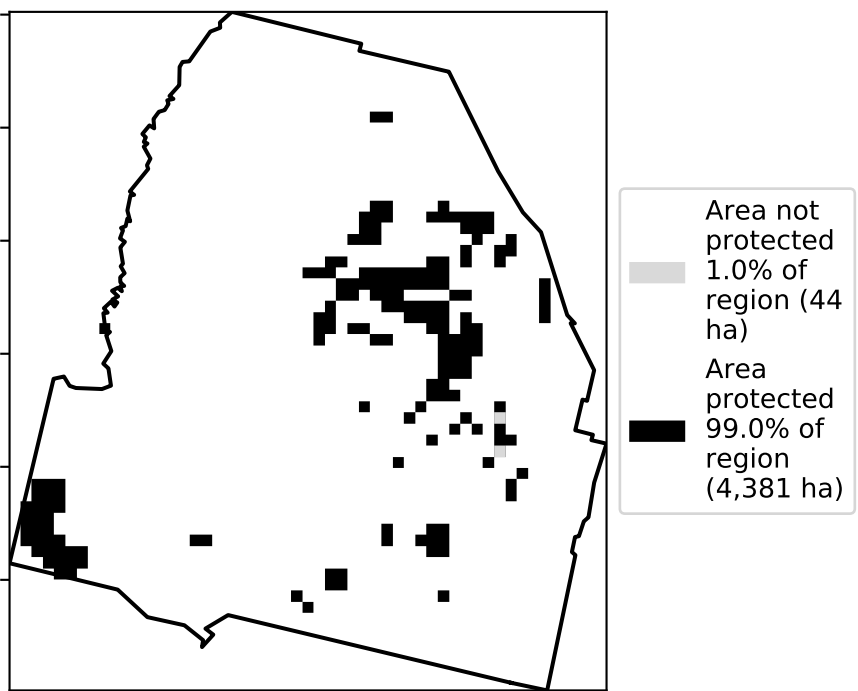 Area not
protected
1.0% of
region (44
ha)
Area
protected
99.0% of
region
(4,381 ha)